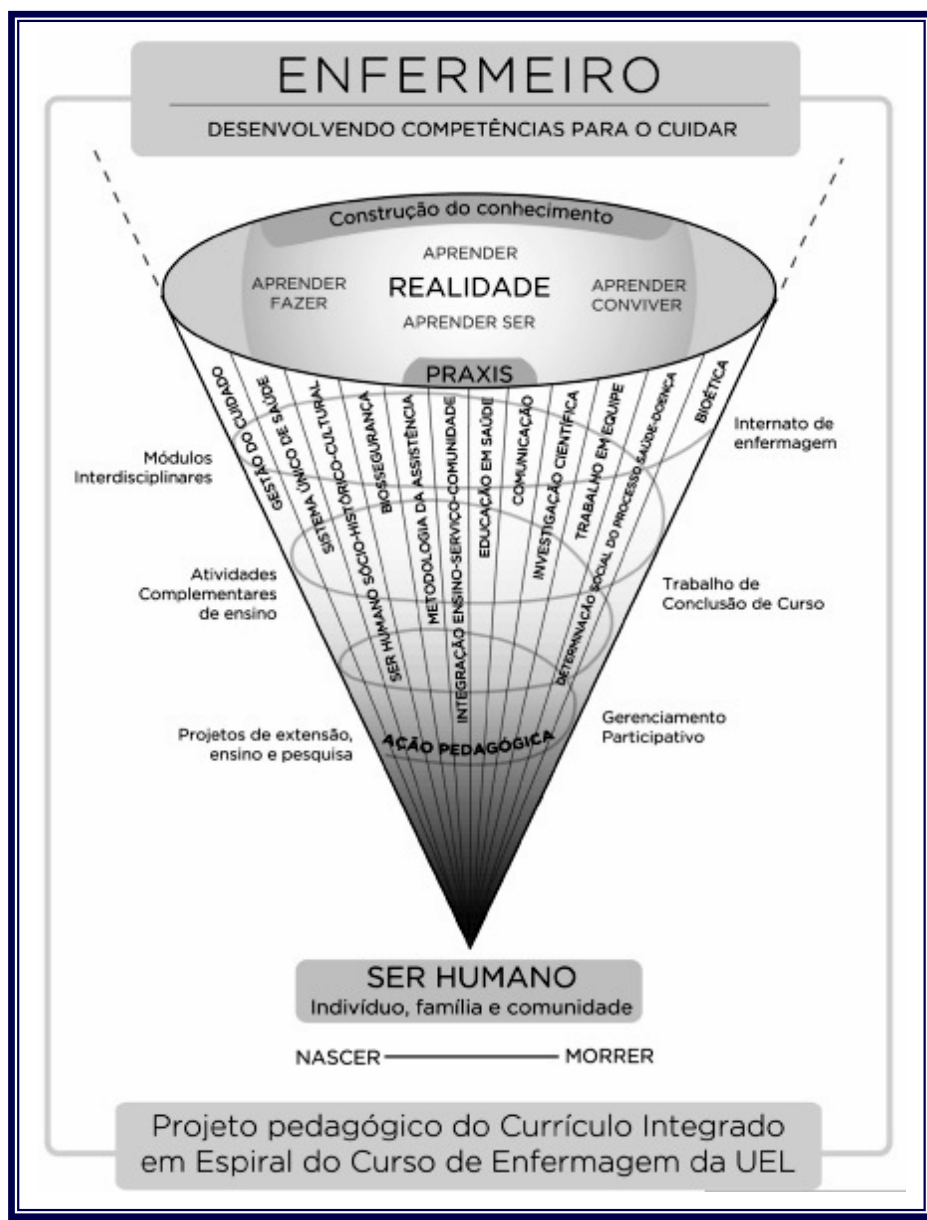 ENFERMEIRO
DESENVOLVENDO COMPETÊNCIAS PARA O CUIDAR
Construção do conhecimento
APRENDER
APRENDER
FAZER
REALIDADE
APRENDER
CONVIVER
APRENDER SER
PRAXIS
GESTÃO DO CUIDADO
SISTEMA ÚNICO DE SAÚDE
SER HUMANO SÓCIO-HISTÓRICO-CULTURAL
BIOSSEGURANÇA
METODOLOGIA DA ASSISTÊNCIA
INTEGRAÇÃO ENSINO-SERVIÇO-COMUNIDADE
EDUCAÇÃO EM SAÚDE
COMUNICAÇÃO
INVESTIGAÇÃO CIENTÍFICA
TRABALHO EM EQUIPE
DETERMINAÇÃO SOCIAL DO PROCESSO SAÚDE-DOENÇA
BIOÉTICA
Módulos
Interdisciplinares
Internato de
enfermagem
Atividades
Complementares
de ensino
Trabalho de
Conclusão de Curso
Projetos de extensão,
ensino e pesquisa
Gerenciamento
Participativo
AÇÃO PEDAGÓGICA
SER HUMANO
Indivíduo, família e comunidade
NASCER MORRER
Projeto pedagógico do Currículo Integrado
em Espiral do Curso de Enfermagem da UEL